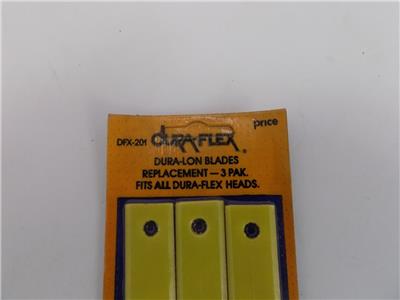 price
DFX-201 DURA-FLEX ®
DURA-LON BLADES
REPLACEMENT — 3 PAK.
FITS ALL DURA-FLEX HEADS.